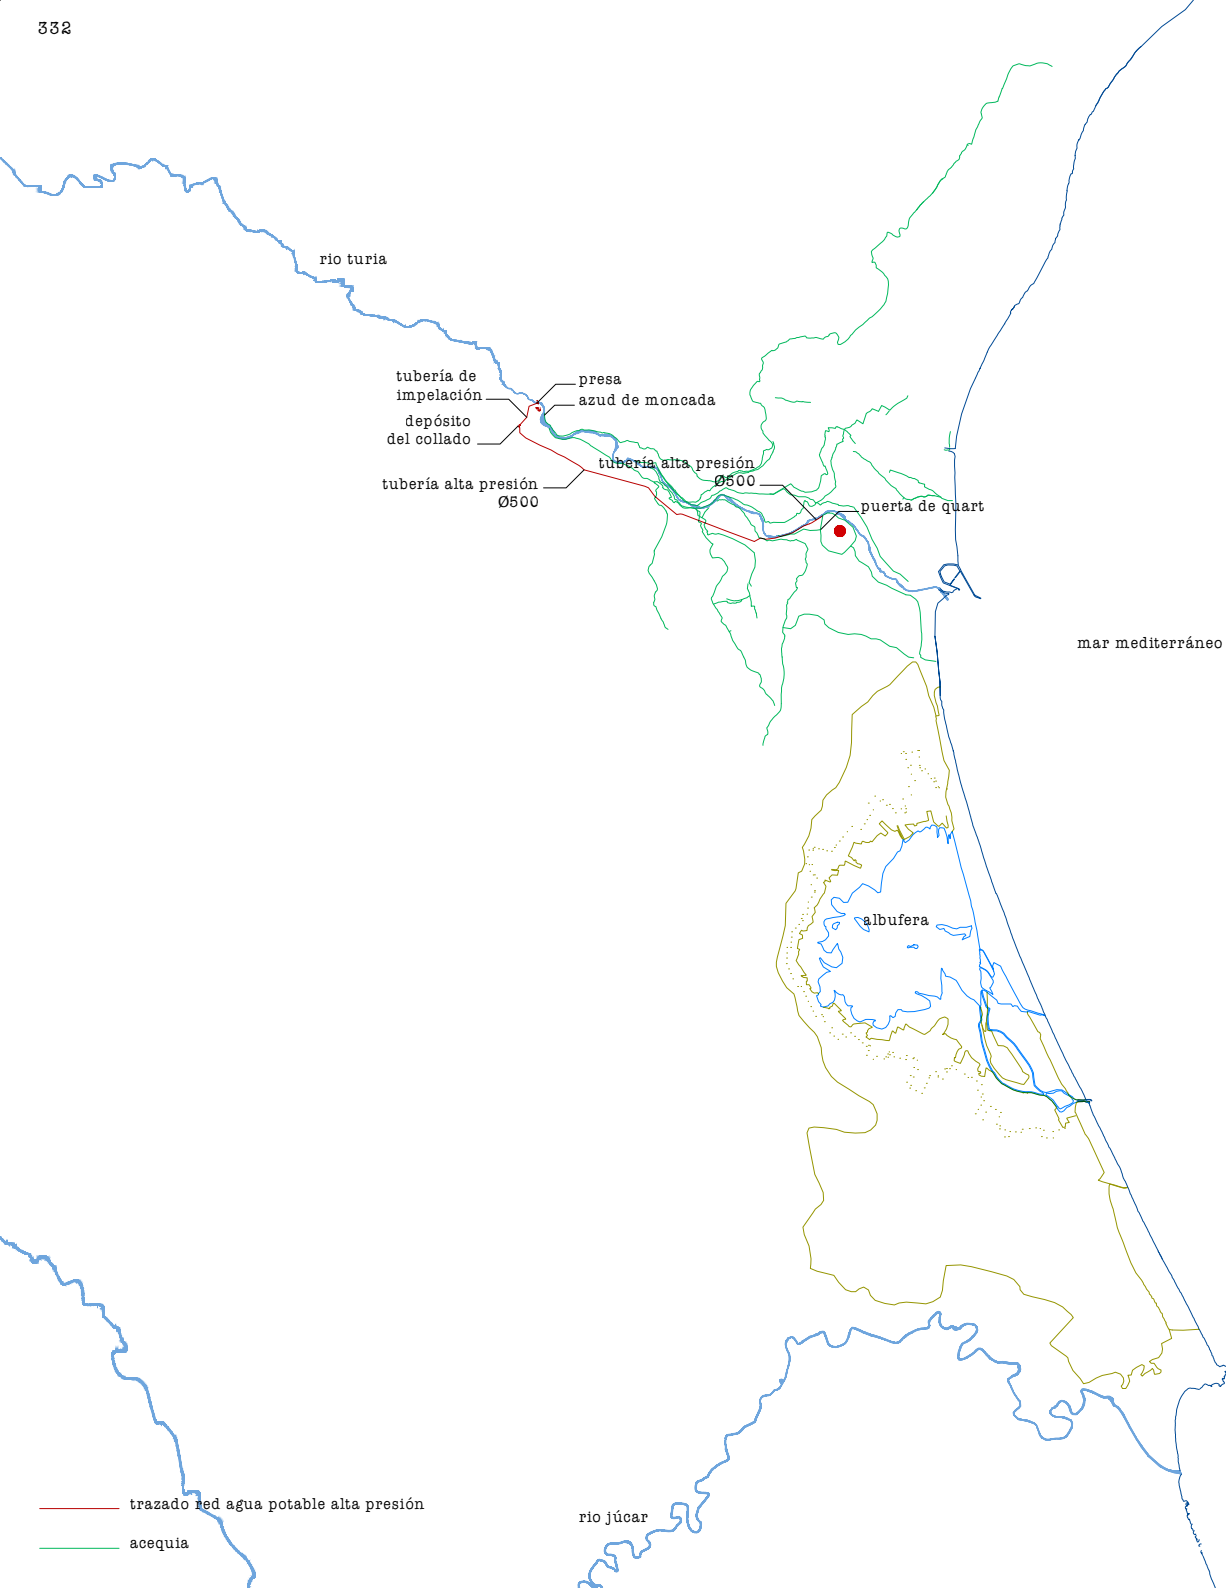 332
rio turia
tubería de
impelación
presa
azud de moncada
depósito
del collado
tubería alta presión
Ø500
tubería alta presión
Ø500
puerta de quart
mar mediterráneo
albufera
trazado red agua potable alta presión
rio júcar
acequia